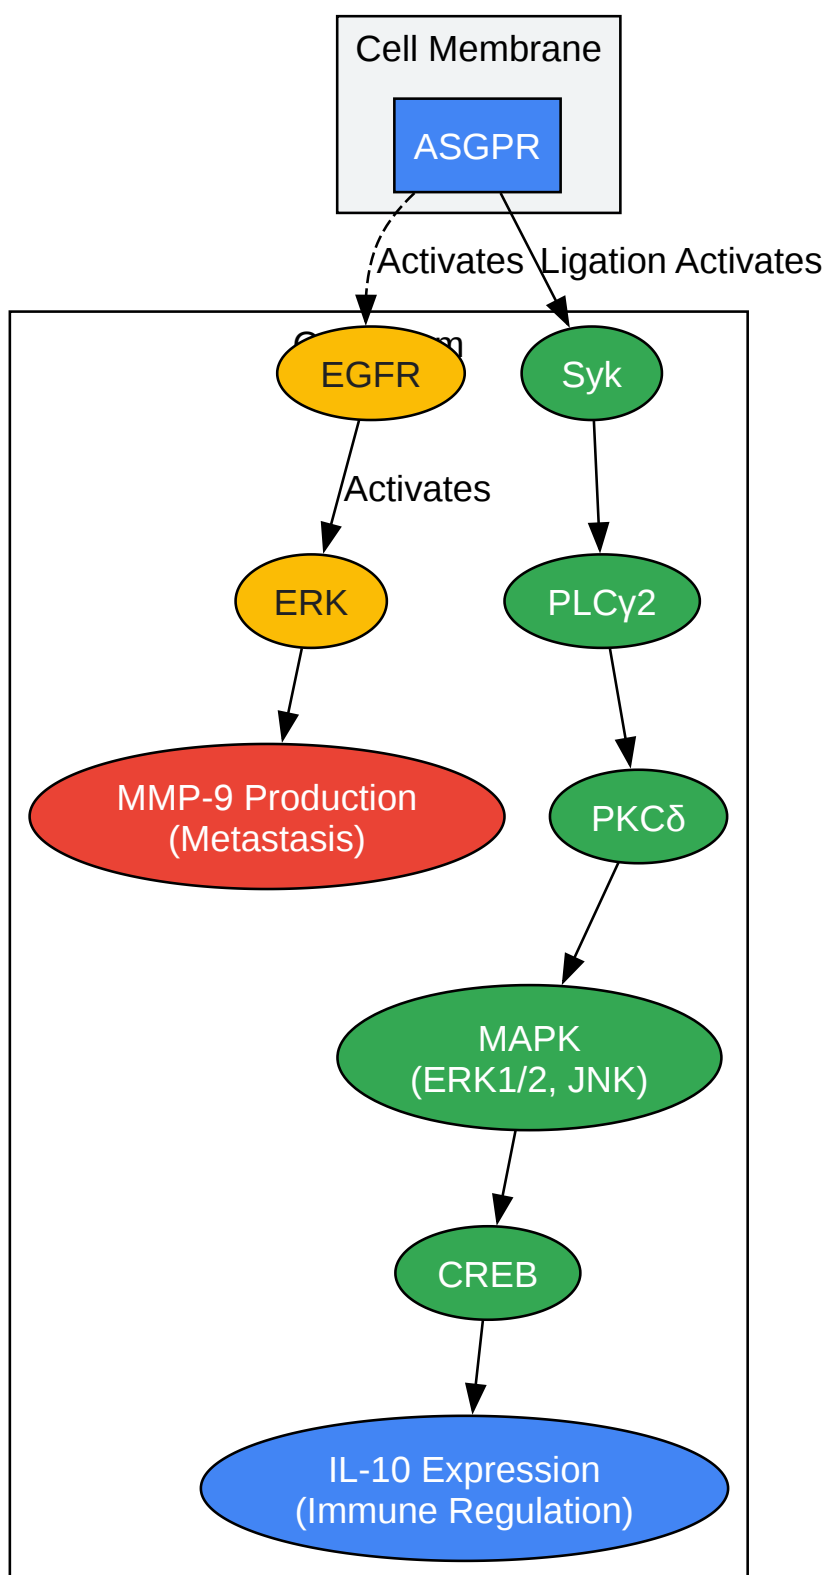 Cell Membrane
ASGPR
Activates
Ligation Activates
EGFR
Syk
Activates
ERK
PLCγ2
MMP-9 Production
(Metastasis)
PKCδ
MAPK
(ERK1/2, JNK)
CREB
IL-10 Expression
(Immune Regulation)